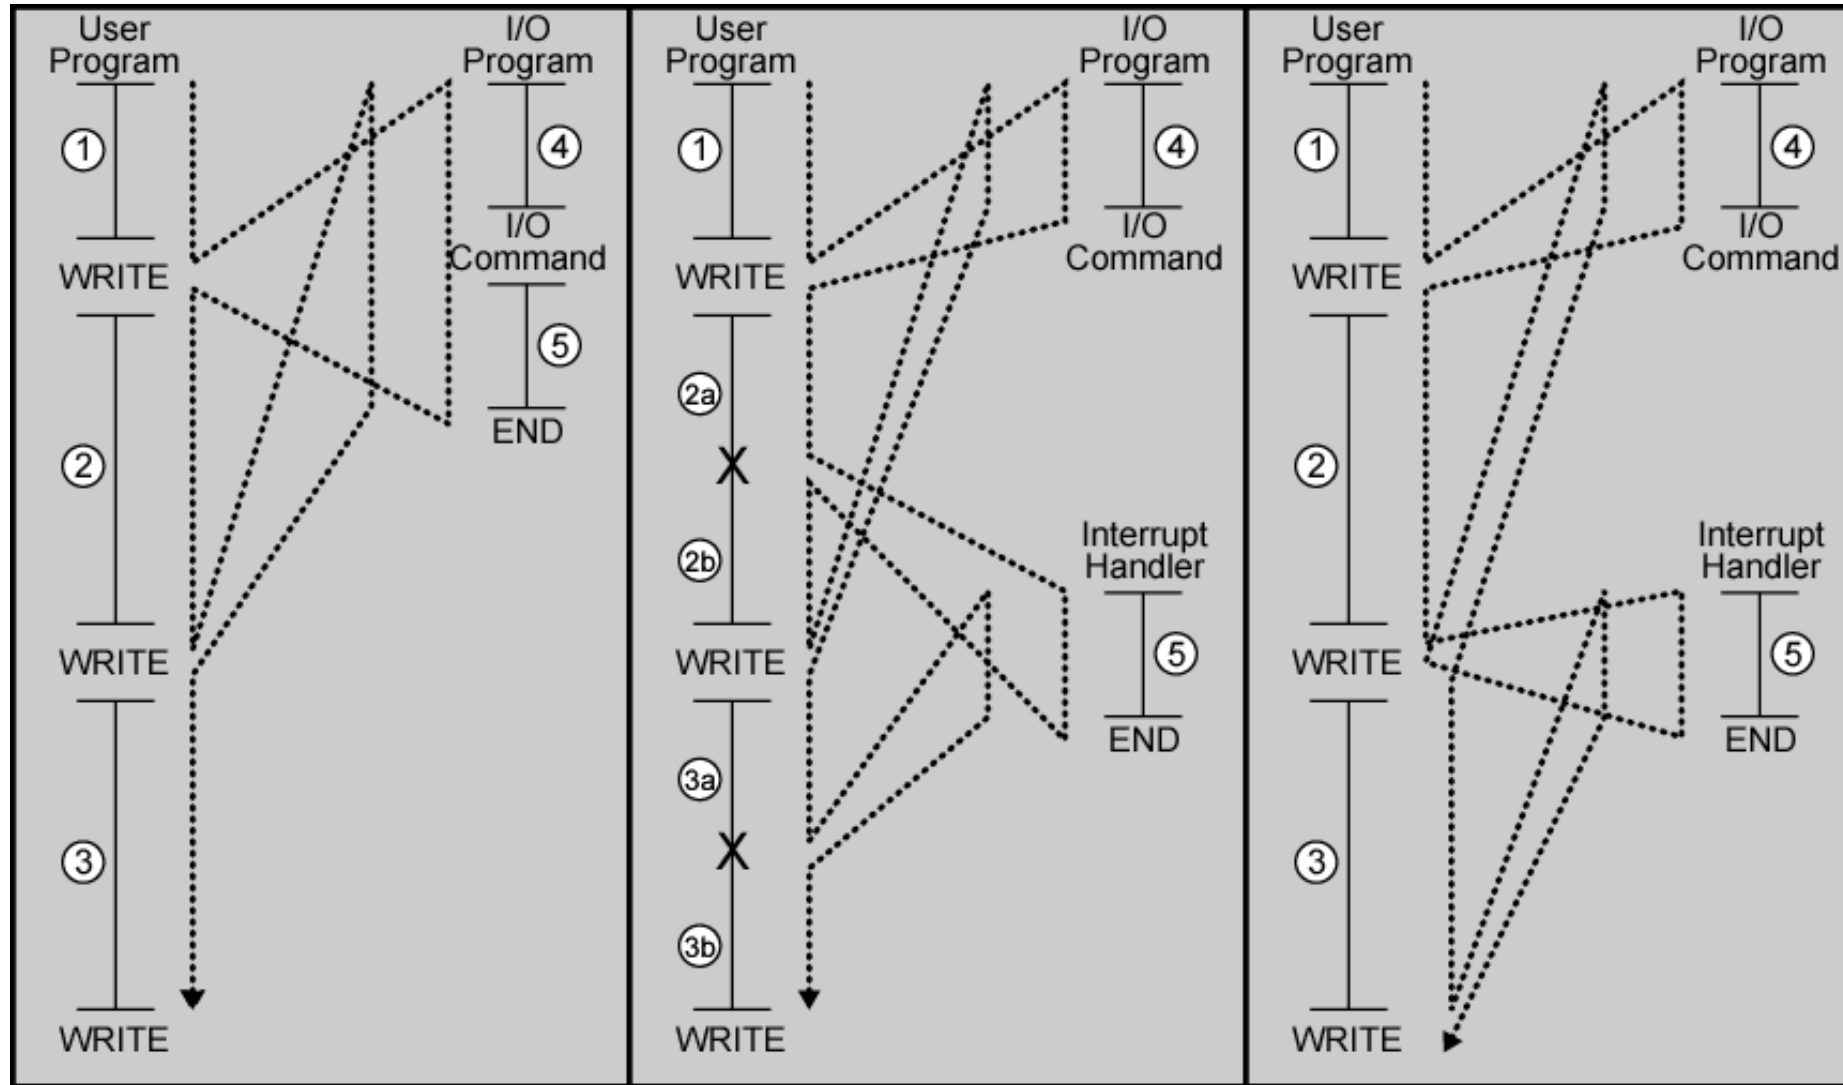 User
Program
I/O
Program
1
4
I/O
Command
WRITE
5
END
2
WRITE
3
WRITE
User
Program
I/O
Program
1
4
I/O
Command
WRITE
2a
X
2b
Interrupt
Handler
5
END
WRITE
3a
X
3b
WRITE
User
Program
I/O
Program
1
4
I/O
Command
WRITE
2
Interrupt
Handler
5
END
WRITE
3
WRITE